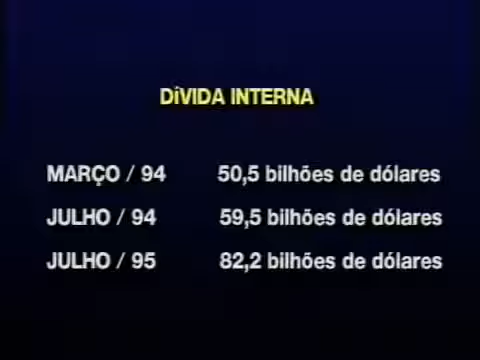 DíVIDA INTERNA
MARÇO / 94 50,5 bilhões de dólares
JULHO / 94 59,5 bilhões de dólares
JULHO / 95 82,2 bilhões de dólares